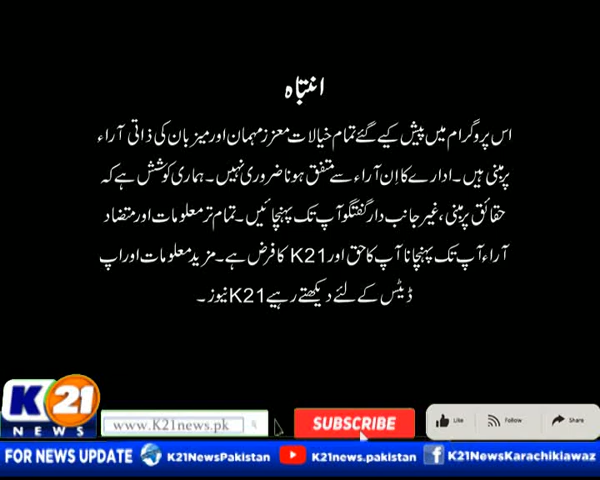 انتباہ
اس پروگرام میں پیش کیے گئے تمام خیالات معزز مہمان اور میزبان کی ذاتی آراء
پر مبنی ہیں۔ ادارے کا اِن آراء سے متفق ہونا ضروری نہیں۔ ہماری کوشش ہے کہ
حقائق پر مبنی، غیر جانب دار گفتگو آپ تک پہنچائیں۔ تمام تر معلومات اور متضاد
آراء آپ تک پہنچانا آپ کا حق اور K21 کا فرض ہے۔ مزید معلومات اور اپ
ڈیٹس کے لئے دیکھتے رہیے K21 نیوز۔
K21
NEWS
www.K21news.pk
SUBSCRIBE
Like
Follow
Share
FOR NEWS UPDATE K21NewsPakistan k21news.pakistan K21NewsKarachikiawaz